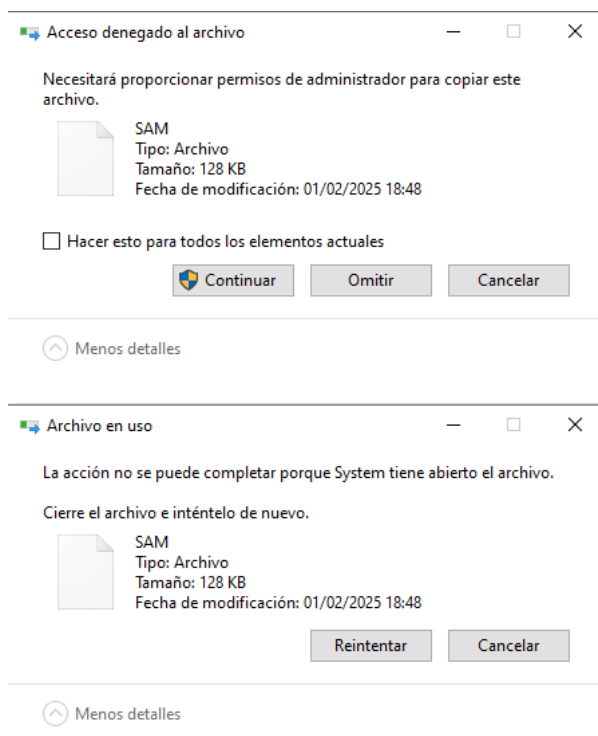 Acceso denegado al archivo
Necesitará proporcionar permisos de administrador para copiar este
archivo.
SAM
Tipo: Archivo
Tamaño: 128 KB
Fecha de modificación: 01/02/2025 18:48
Hacer esto para todos los elementos actuales
Continuar Omitir Cancelar
Menos detalles
Archivo en uso
La acción no se puede completar porque System tiene abierto el archivo.
Cierre el archivo e inténtelo de nuevo.
SAM
Tipo: Archivo
Tamaño: 128 KB
Fecha de modificación: 01/02/2025 18:48
Reintentar Cancelar
Menos detalles